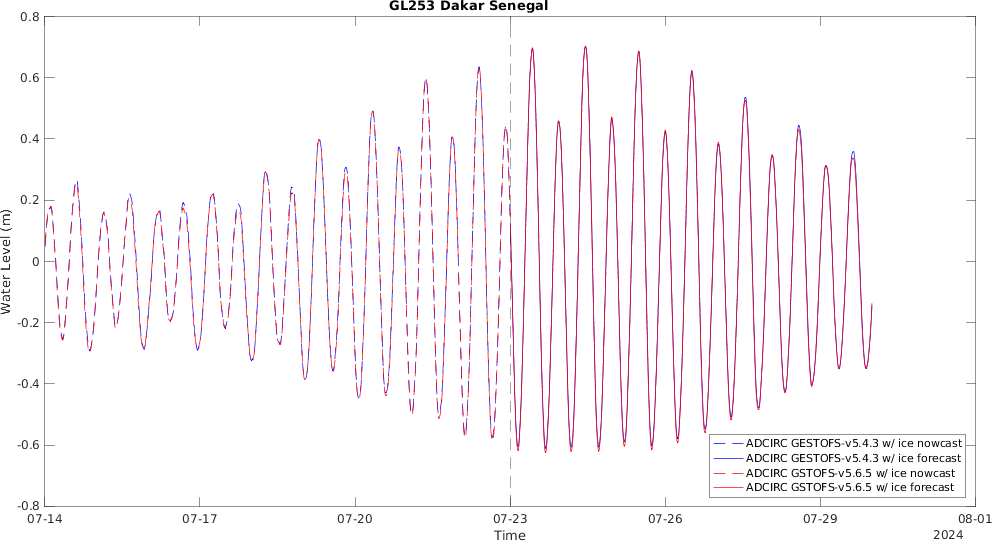 GL253 Dakar Senegal
0.8
0.6
0.4
0.2
0
-0.2
-0.4
-0.6
-0.8
Water Level (m)
07-14 07-17 07-20 07-23 07-26 07-29 08-01
Time
2024
ADCIRC GESTOFS-v5.4.3 w/ ice nowcast
ADCIRC GESTOFS-v5.4.3 w/ ice forecast
ADCIRC GSTOFS-v5.6.5 w/ ice nowcast
ADCIRC GSTOFS-v5.6.5 w/ ice forecast